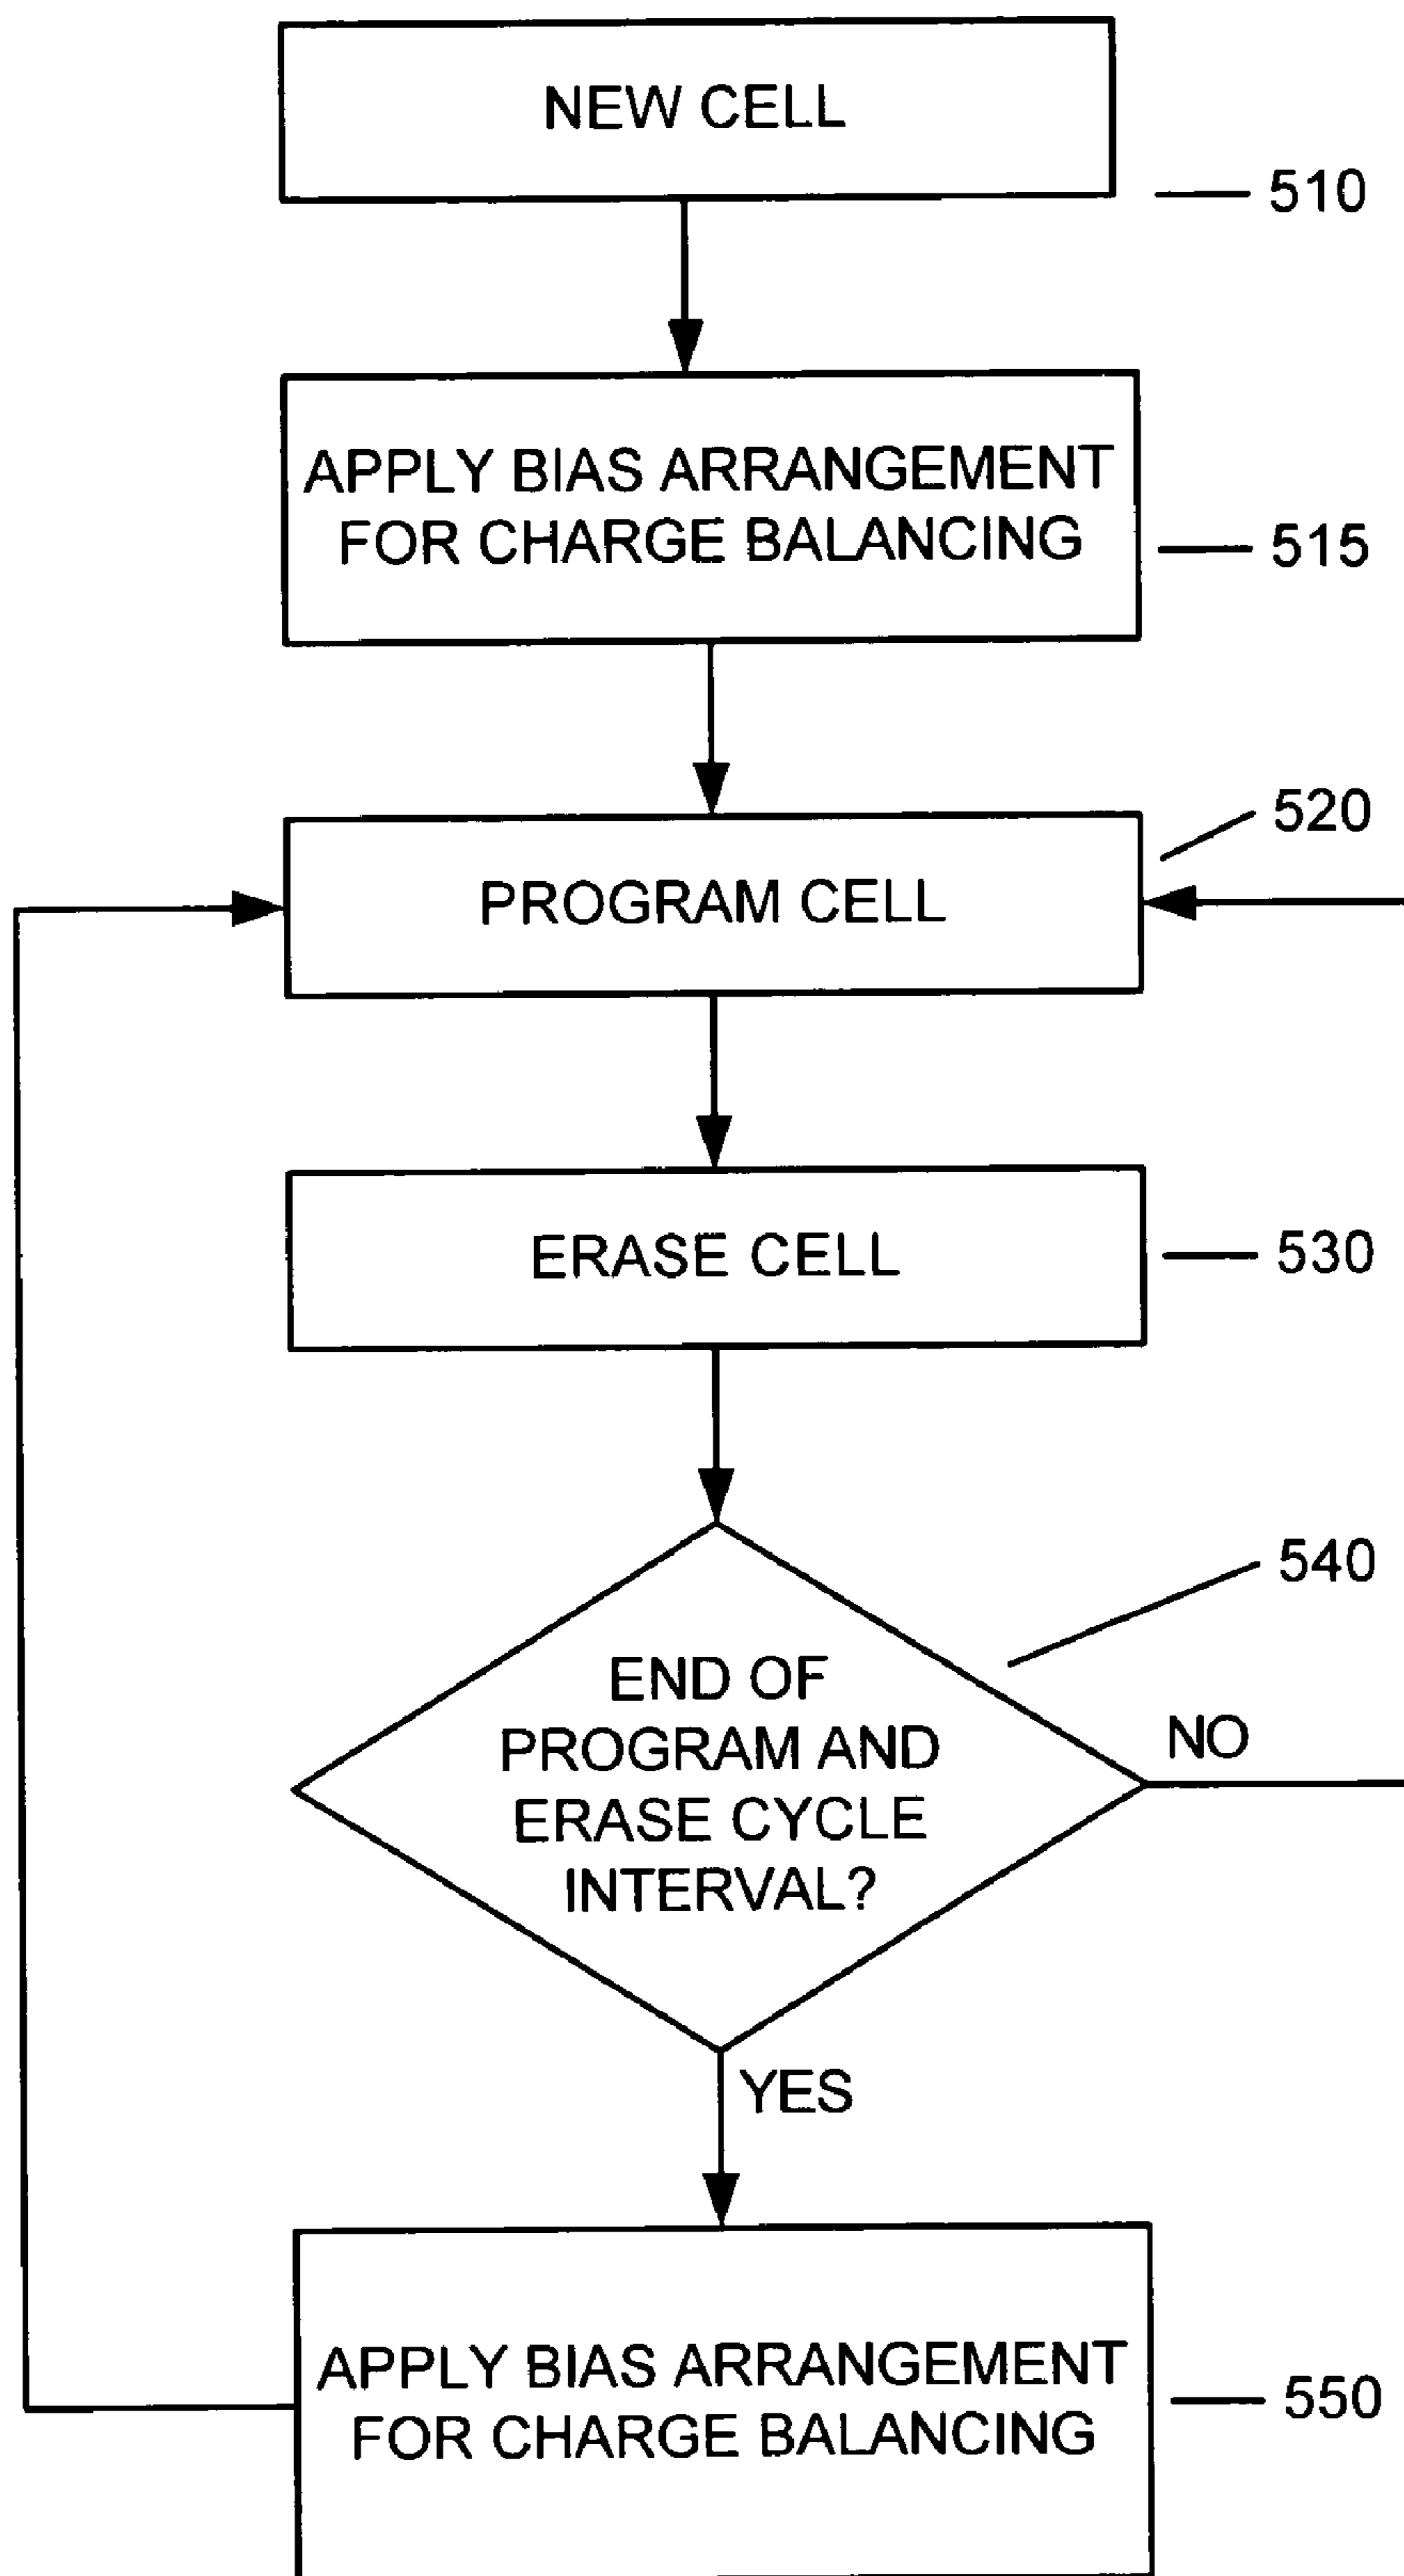 NEW CELL
510
APPLY BIAS ARRANGEMENT
FOR CHARGE BALANCING
515
520
PROGRAM CELL
ERASE CELL
530
540
END OF
PROGRAM AND
ERASE CYCLE
INTERVAL?
NO
YES
APPLY BIAS ARRANGEMENT
FOR CHARGE BALANCING
550